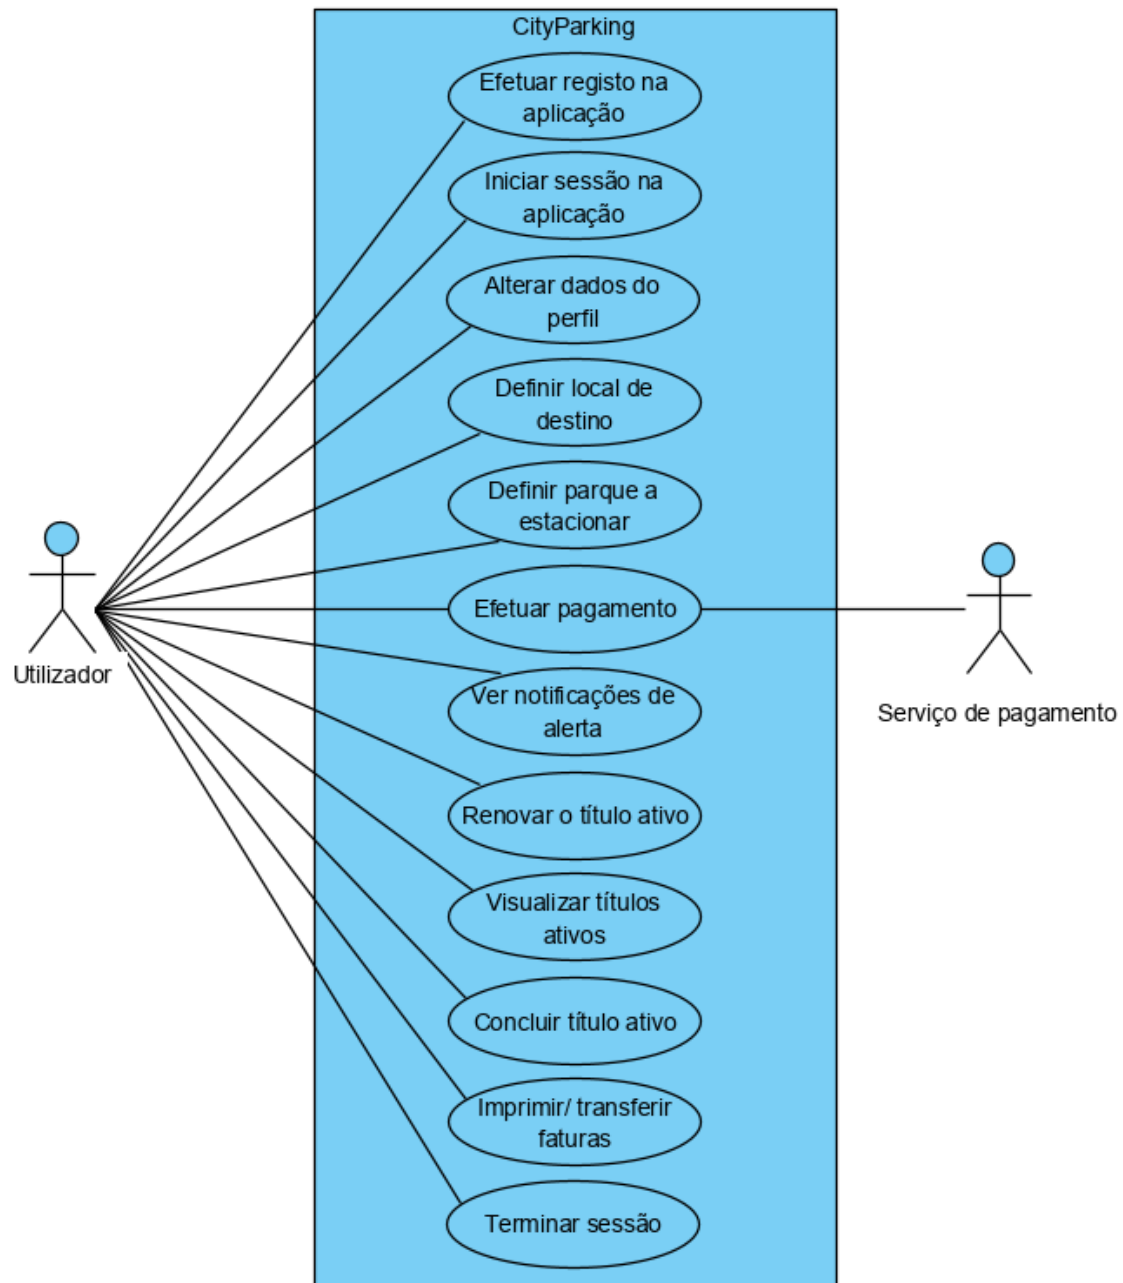 CityParking
Efetuar registo na
aplicação
Iniciar sessão na
aplicação
Alterar dados do
perfil
Definir local de
destino
Definir parque a
estacionar
Efetuar pagamento
Utilizador
Ver notificações de
alerta
Serviço de pagamento
Renovar o título ativo
Visualizar títulos
ativos
Concluir título ativo
Imprimir/ transferir
faturas
Terminar sessão